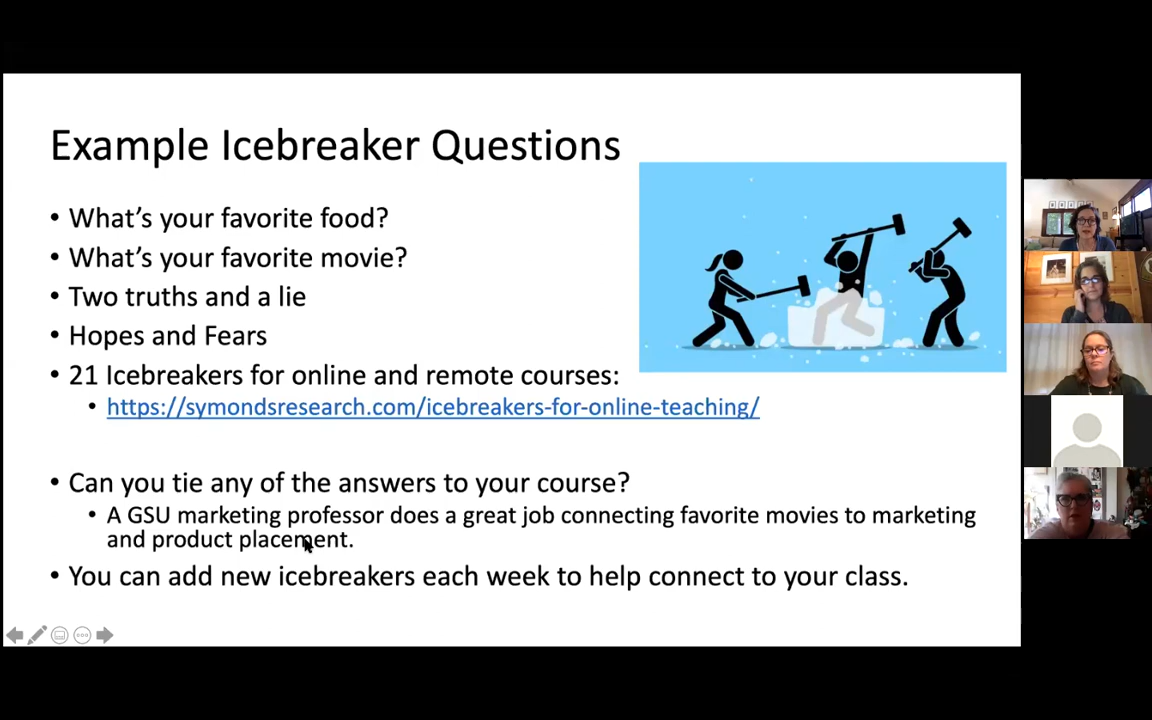 Example Icebreaker Questions
• What's your favorite food?
• What's your favorite movie?
• Two truths and a lie
• Hopes and Fears
• 21 Icebreakers for online and remote courses:
• https://symondsresearch.com/icebreakers-for-online-teaching/
• Can you tie any of the answers to your course?
• A GSU marketing professor does a great job connecting favorite movies to marketing
and product placement.
• You can add new icebreakers each week to help connect to your class.